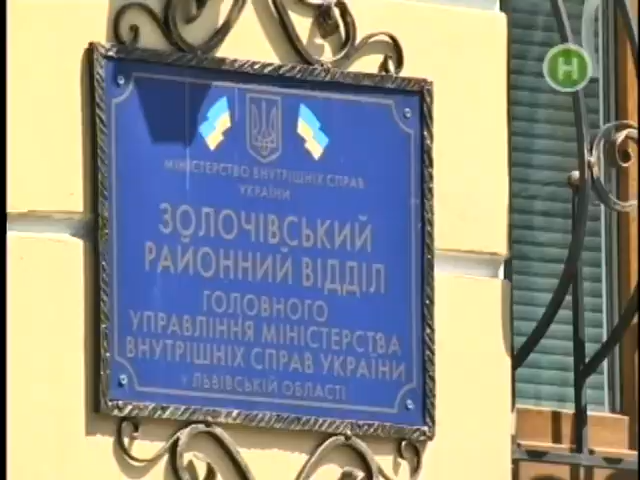 Н
МІНІСТЕРСТВО ВНУТРІШНІХ СПРАВ
УКРАЇНИ
ЗОЛОЧІВСЬКИЙ
РАЙОННИЙ ВІДДІЛ
ГОЛОВНОГО
УПРАВЛІННЯ МІНІСТЕРСТВА
ВНУТРІШНІХ СПРАВ УКРАЇНИ
У ЛЬВІВСЬКІЙ ОБЛАСТІ